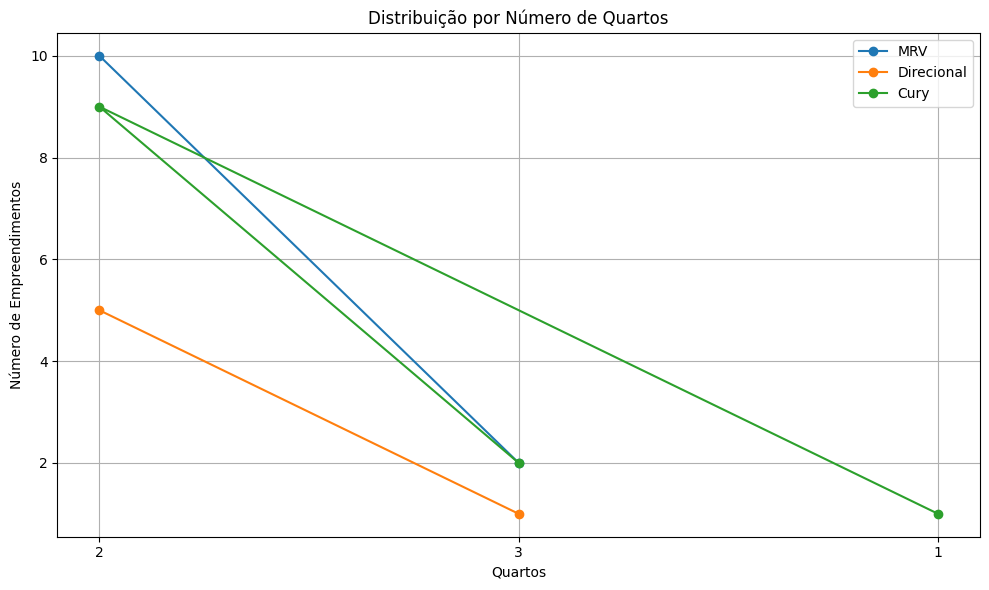 Distribuição por Número de Quartos
MRV
Direcional
Cury
Número de Empreendimentos
10
8
6
4
2
2
3
1
Quartos